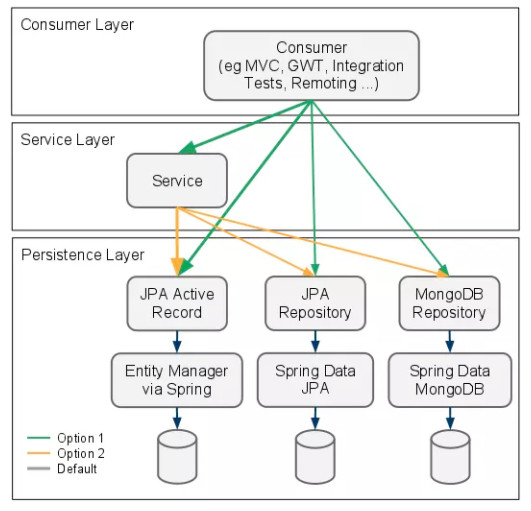 Consumer Layer
Consumer
(eg MVC, GWT, Integration
Tests, Remoting ...)
Service Layer
Service
Persistence Layer
JPA Active
Record
JPA
Repository
MongoDB
Repository
Entity Manager
via Spring
Spring Data
JPA
Spring Data
MongoDB
Option 1
Option 2
Default